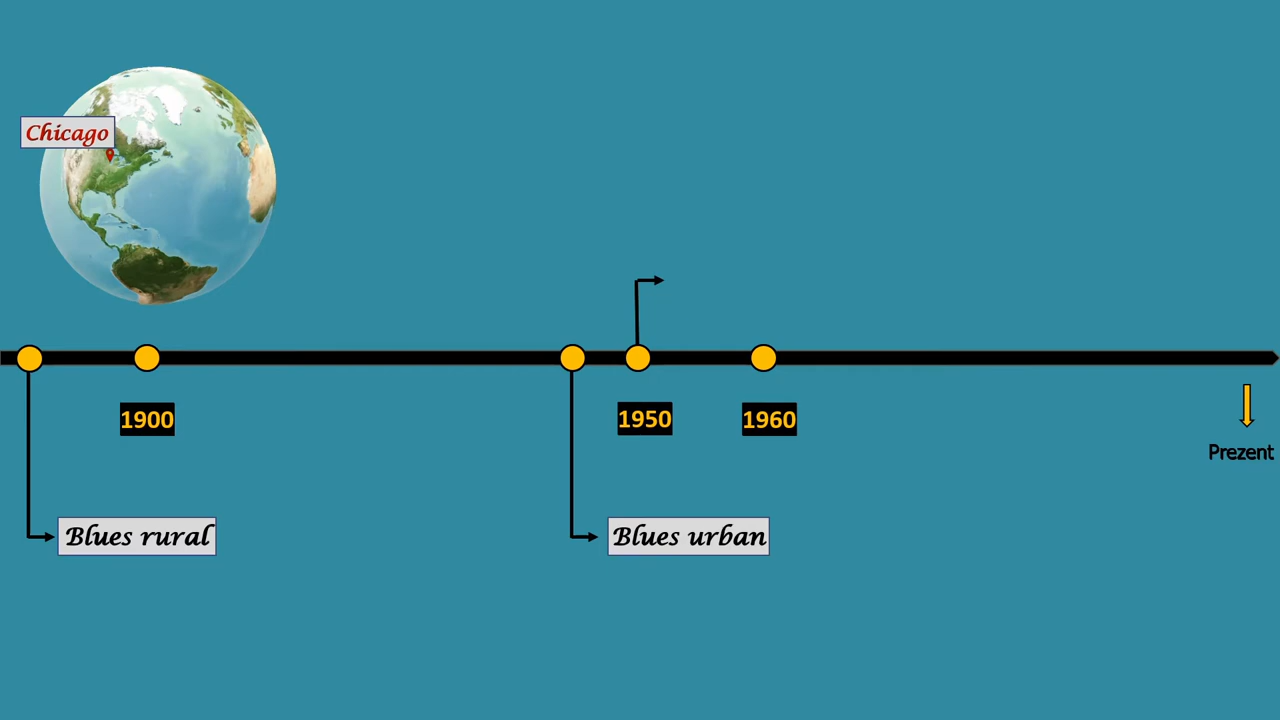 Chicago
1900
1950
1960
Prezent
Blues rural
Blues urban